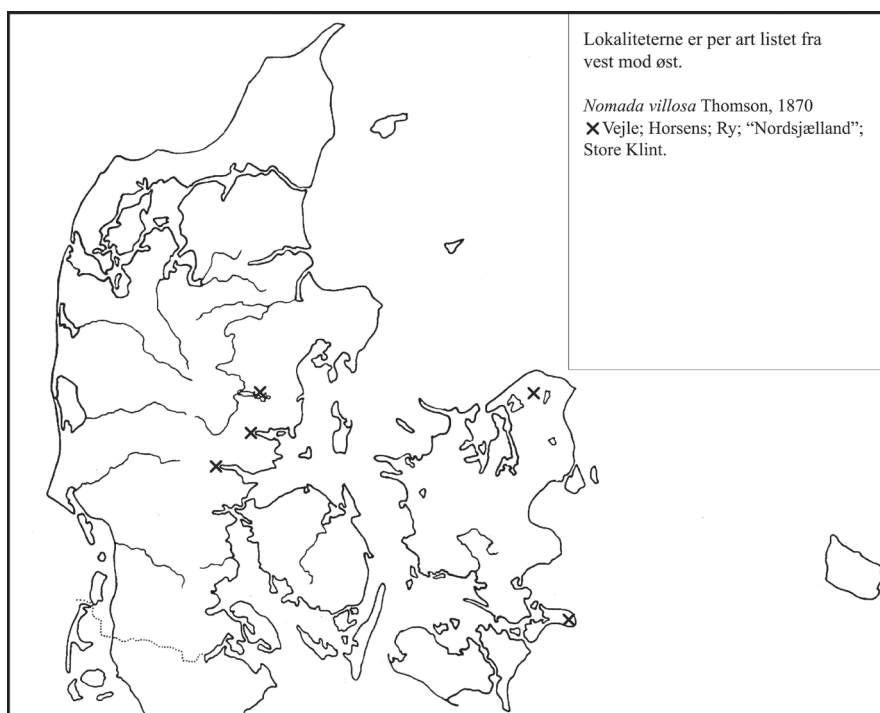 Lokaliteterne er per art listet fra
vest mod øst.
Nomada villosa Thomson, 1870
× Vejle; Horsens; Ry; “Nordsjælland”;
Store Klint.